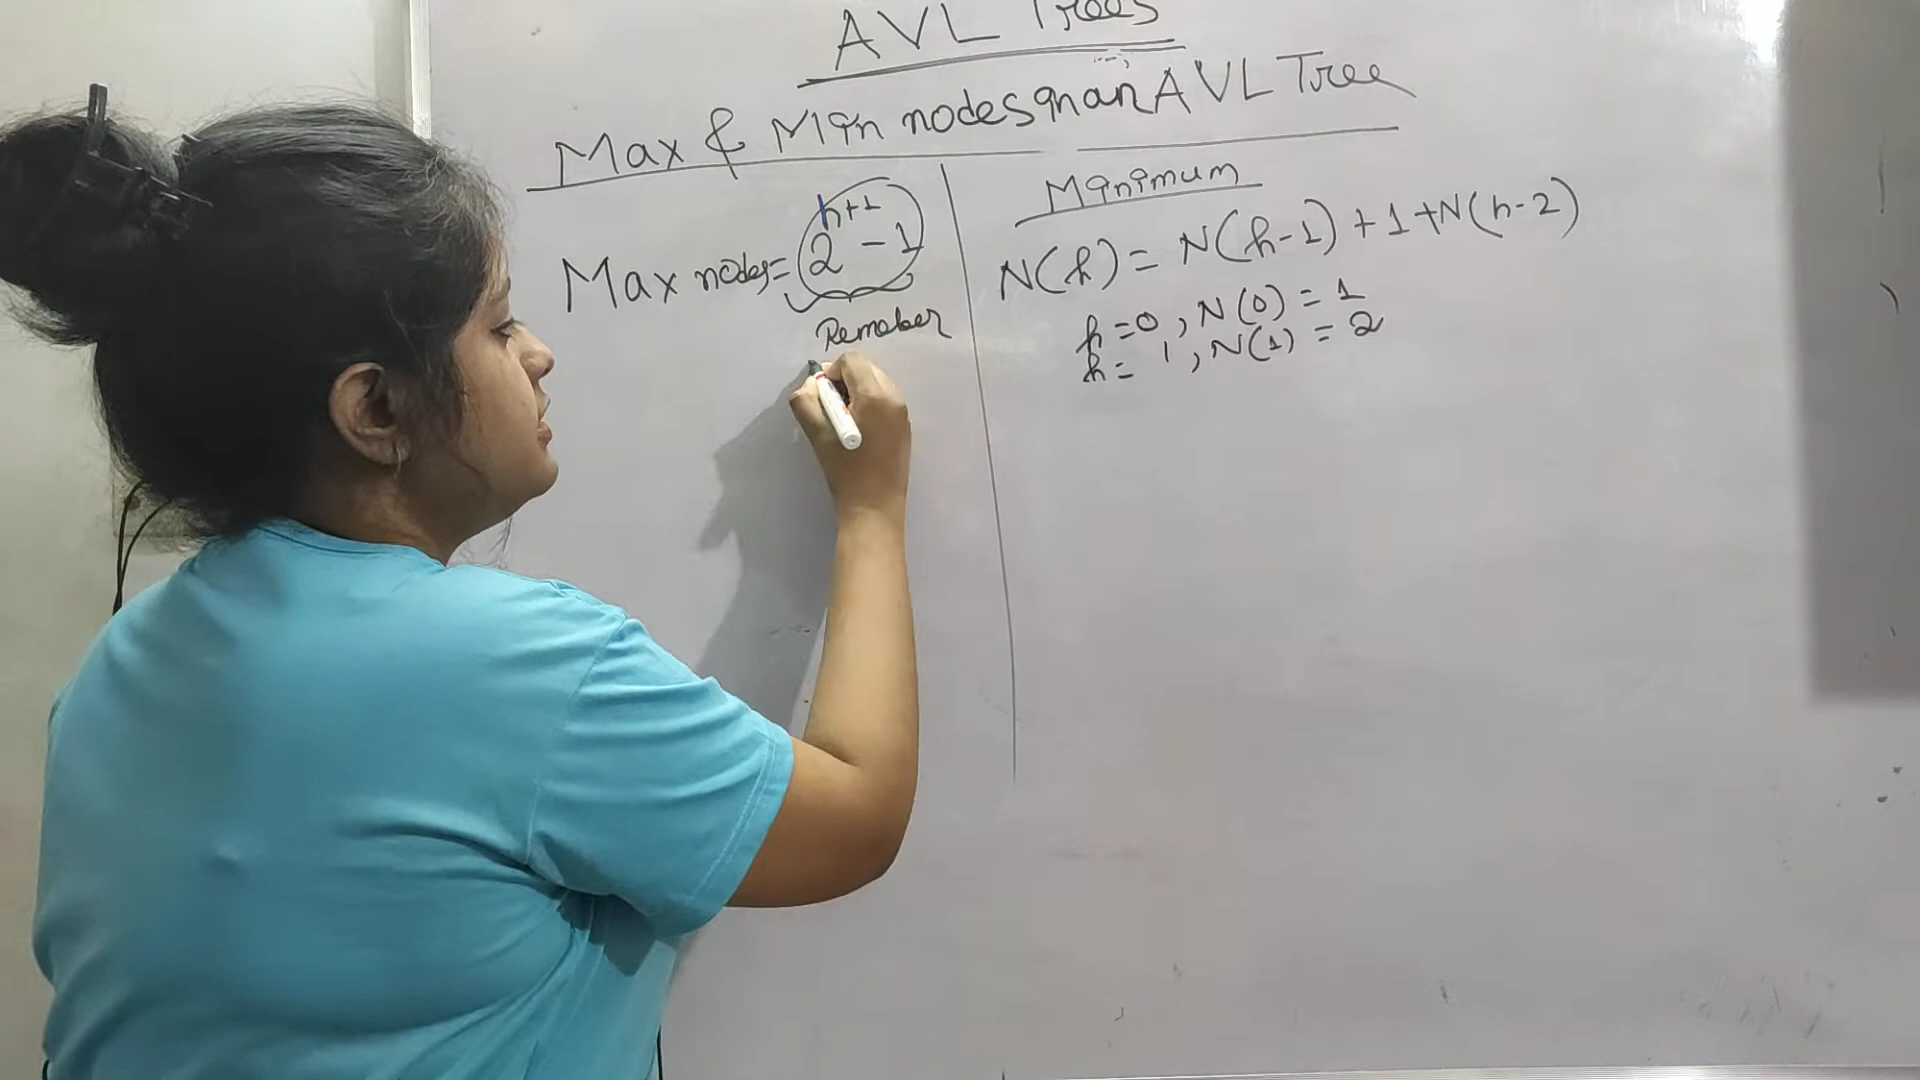 AVL Trees
Max & Min nodes in an AVL Tree
Max nodes = 2^{h+1} - 1
Remeber
Minimum
N(h) = N(h-1) + 1 + N(h-2)
h = 0, N(0) = 1
h = 1, N(1) = 2